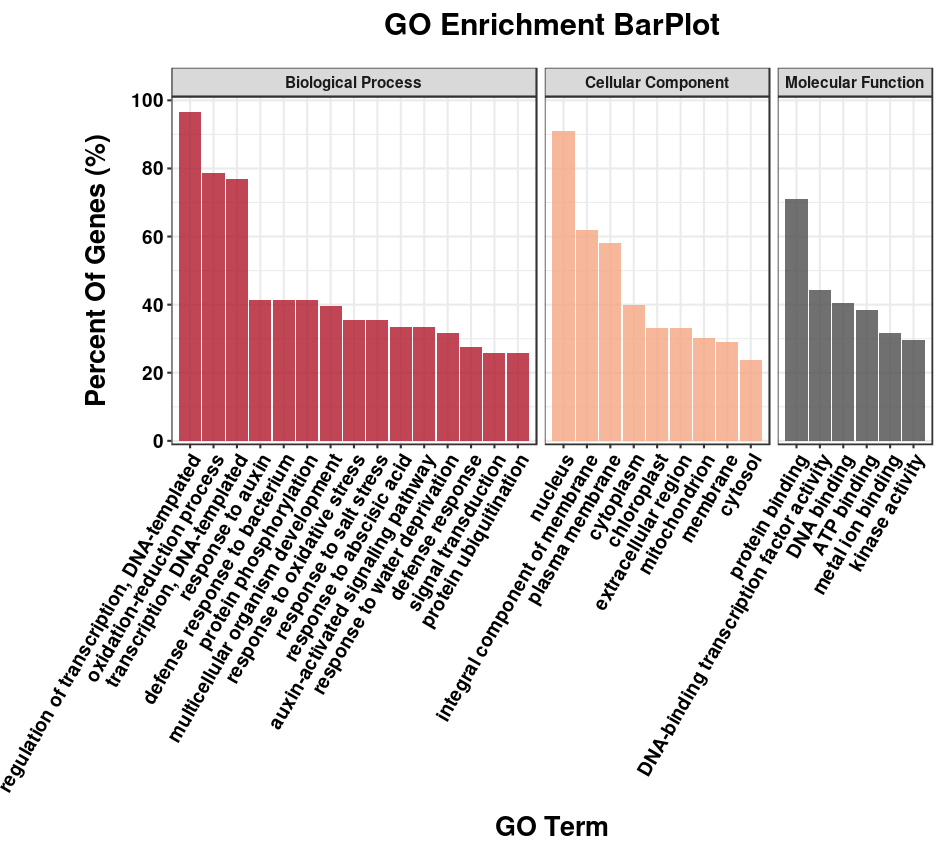 GO Enrichment BarPlot
Biological Process
Cellular Component
Molecular Function
Percent Of Genes (%)
100
80
60
40
20
0
regulation of transcription, DNA-templated
oxidation-reduction process
transcription, DNA-templated
response to auxin
defense response to bacterium
protein phosphorylation
multicellular organism development
response to oxidative stress
response to salt stress
response to abscisic acid
auxin-activated signaling pathway
response to water deprivation
defense response
signal transduction
protein ubiquitination
nucleus
integral component of membrane
plasma membrane
cytoplasm
chloroplast
extracellular region
mitochondrion
membrane
cytosol
protein binding
DNA-binding transcription factor activity
DNA binding
ATP binding
metal ion binding
kinase activity
GO Term